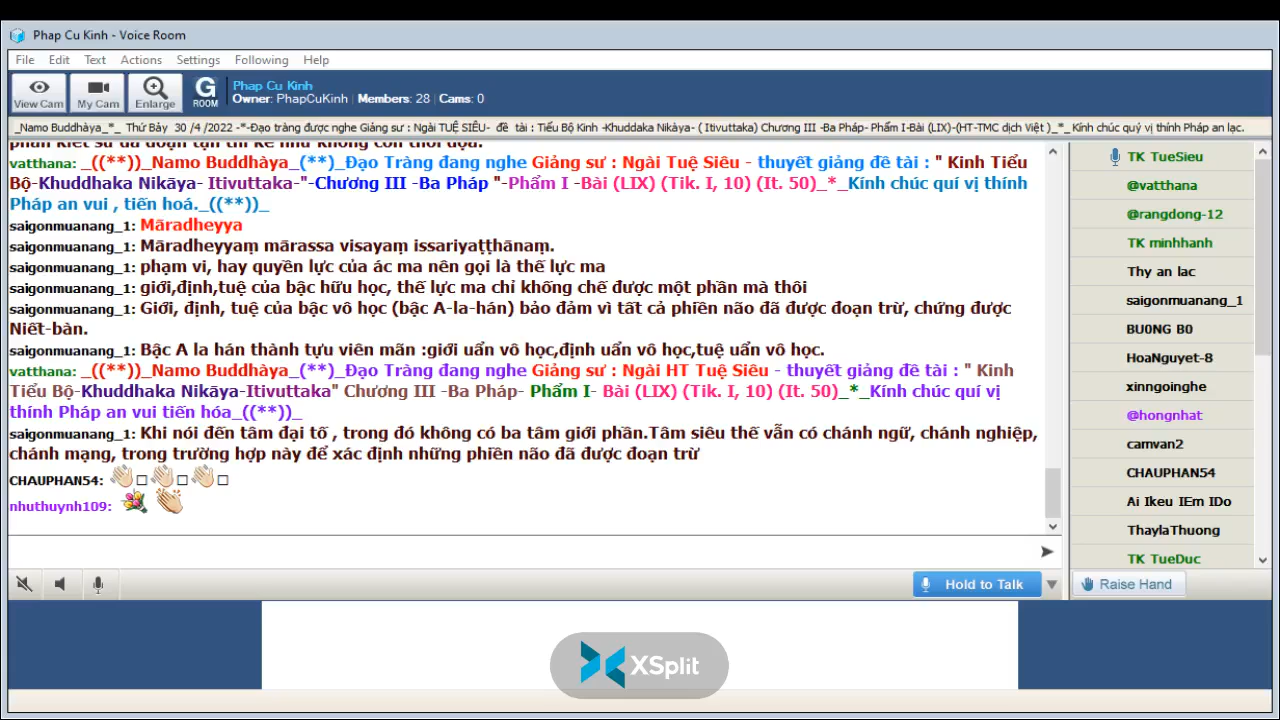 Phap Cu Kinh - Voice Room
File Edit Text Actions Settings Following Help
View Cam My Cam Enlarge G ROOM
Phap Cu Kinh
Owner: PhapCuKinh | Members: 28 | Cams: 0
_Namo Buddhàya_*_ Thứ Bảy 30 /4 /2022 -*-Đạo tràng được nghe Giảng sư : Ngài TUỆ SIÊU- đề tài : Tiểu Bộ Kinh -Khuddaka Nikàya- ( Itivuttaka) Chương III -Ba Pháp- Phẩm I-Bài (LIX)-(HT-TMC dịch Việt )_*_ Kính chúc quý vị thính Pháp an lạc.
vatthana: _((**))_Namo Buddhàya_(**)_Đạo Tràng đang nghe Giảng sư : Ngài Tuệ Siêu - thuyết giảng đề tài : " Kinh Tiểu
Bộ-Khuddhaka Nikāya- Itivuttaka-"-Chương III -Ba Pháp "-Phẩm I -Bài (LIX) (Tik. I, 10) (It. 50)_*_Kính chúc quí vị thính
Pháp an vui , tiến hoá._((**))_
saigonmuanang_1: Māradheyya
saigonmuanang_1: Māradheyyaṃ mārassa visayaṃ issariyaṭṭhānaṃ.
saigonmuanang_1: phạm vi, hay quyền lực của ác ma nên gọi là thế lực ma
saigonmuanang_1: giới,định,tuệ của bậc hữu học, thế lực ma chỉ khống chế được một phần mà thôi
saigonmuanang_1: Giới, định, tuệ của bậc vô học (bậc A-la-hán) bảo đảm vì tất cả phiền não đã được đoạn trừ, chứng được
Niết-bàn.
saigonmuanang_1: Bậc A la hán thành tựu viên mãn :giới uẩn vô học,định uẩn vô học,tuệ uẩn vô học.
vatthana: _((**))_Namo Buddhàya_(**)_Đạo Tràng đang nghe Giảng sư : Ngài HT Tuệ Siêu - thuyết giảng đề tài : " Kinh
Tiểu Bộ-Khuddhaka Nikāya-Itivuttaka" Chương III -Ba Pháp- Phẩm I- Bài (LIX) (Tik. I, 10) (It. 50)_*_Kính chúc quí vị
thính Pháp an vui tiến hóa_((**))_
saigonmuanang_1: Khi nói đến tâm đại tố , trong đó không có ba tâm giới phần.Tâm siêu thế vẫn có chánh ngữ, chánh nghiệp,
chánh mạng, trong trường hợp này để xác định những phiền não đã được đoạn trừ
CHAUPHAN54:
nhuthuynh109:
TK TueSieu
@vatthana
@rangdong-12
TK minhhanh
Thy an lac
saigonmuanang_1
BU0NG B0
HoaNguyet-8
xinngoinghe
@hongnhat
camvan2
CHAUPHAN54
Ai Ikeu IEm IDo
ThaylaThuong
TK TueDuc
Hold to Talk
Raise Hand
XSplit